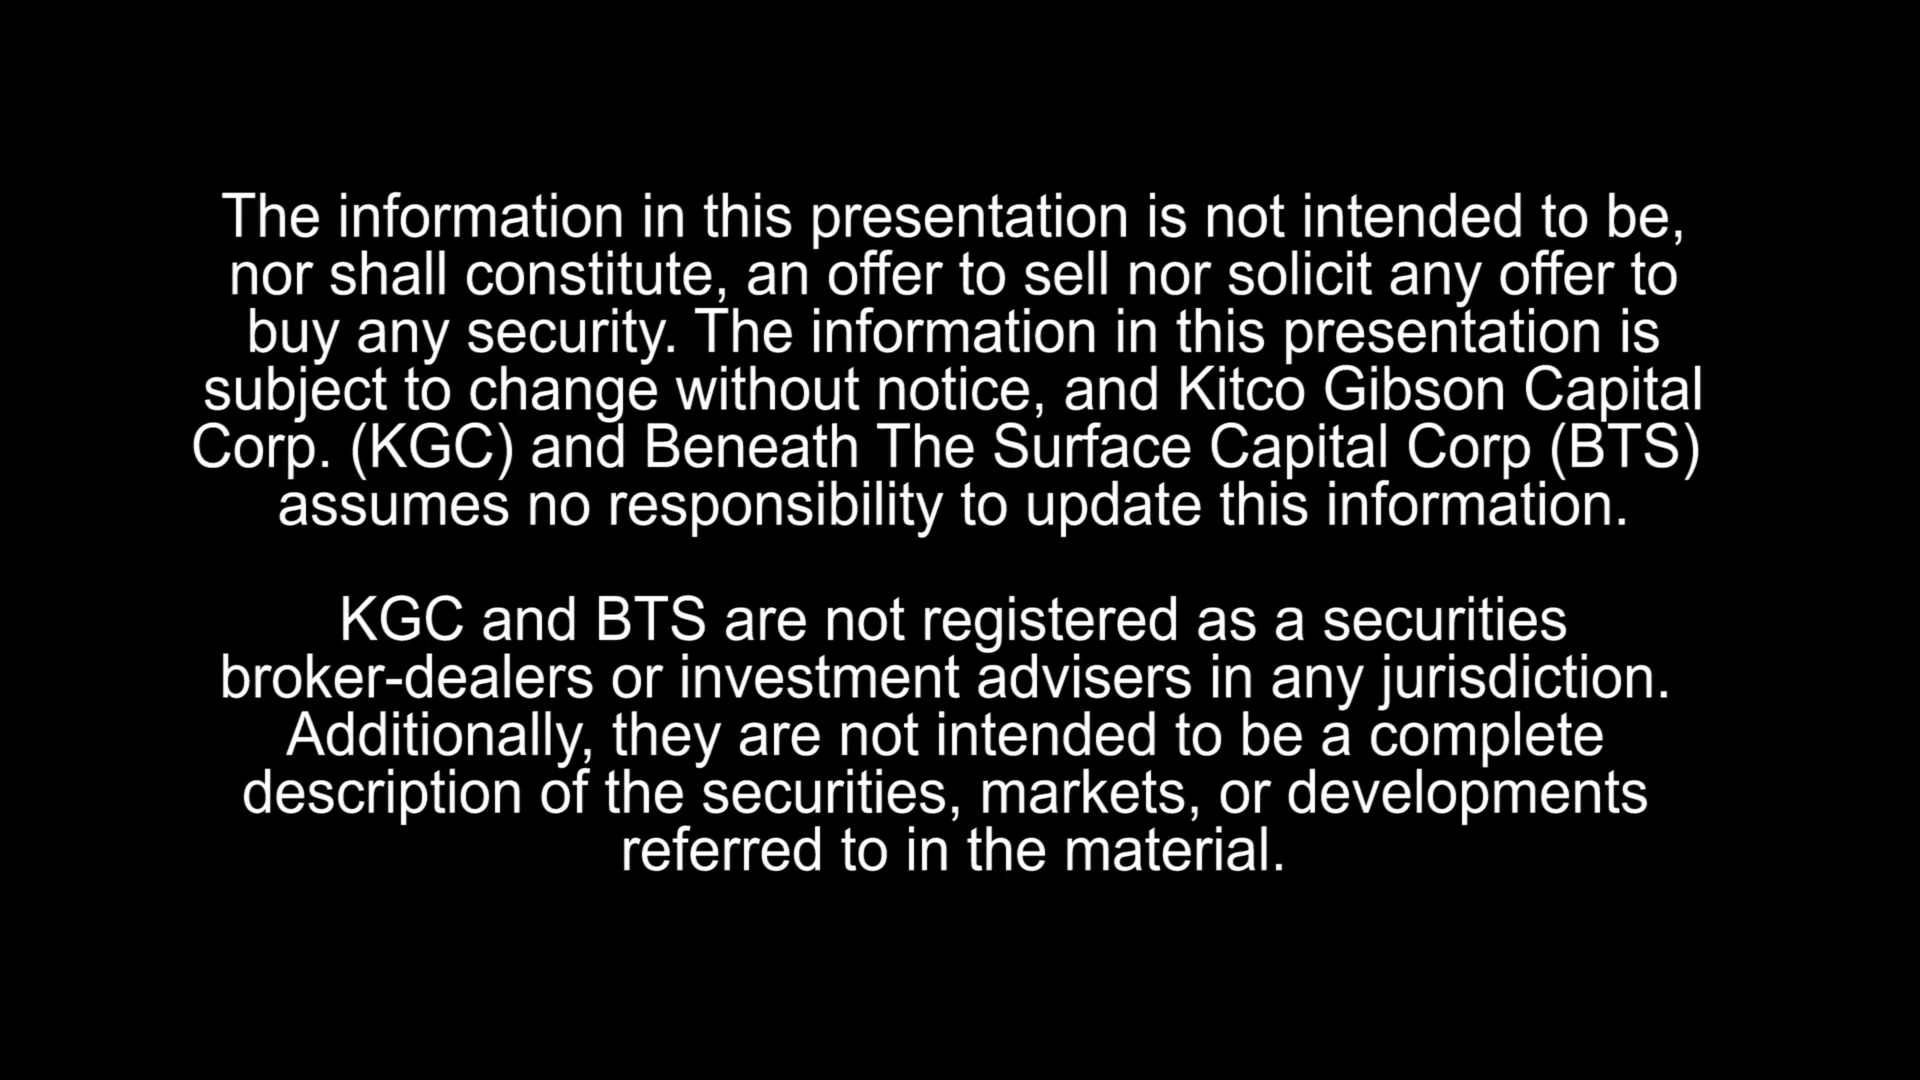 The information in this presentation is not intended to be,
nor shall constitute, an offer to sell nor solicit any offer to
buy any security. The information in this presentation is
subject to change without notice, and Kitco Gibson Capital
Corp. (KGC) and Beneath The Surface Capital Corp (BTS)
assumes no responsibility to update this information.
KGC and BTS are not registered as a securities
broker-dealers or investment advisers in any jurisdiction.
Additionally, they are not intended to be a complete
description of the securities, markets, or developments
referred to in the material.